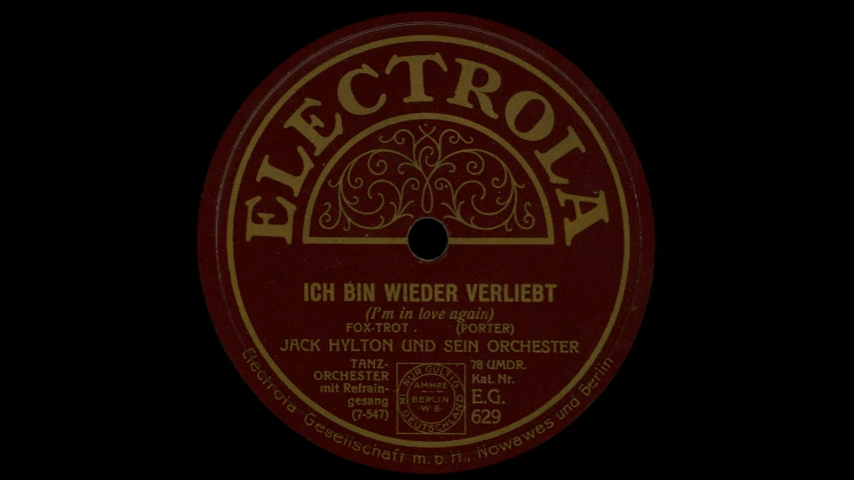 ELECTROLA
ICH BIN WIEDER VERLIEBT
(I'm in love again)
FOX-TROT . (PORTER)
JACK HYLTON UND SEIN ORCHESTER
TANZ-
ORCHESTER
mit Refrain-
gesang
(7-547)
NUR GÜLTIG
AMMRE
BERLIN
-W8-
IN DEUTSCHLAND
78 UMDR.
Kat. Nr.
E.G.
629
Electrola Gesellschaft m.b.H., Nowawes und Berlin